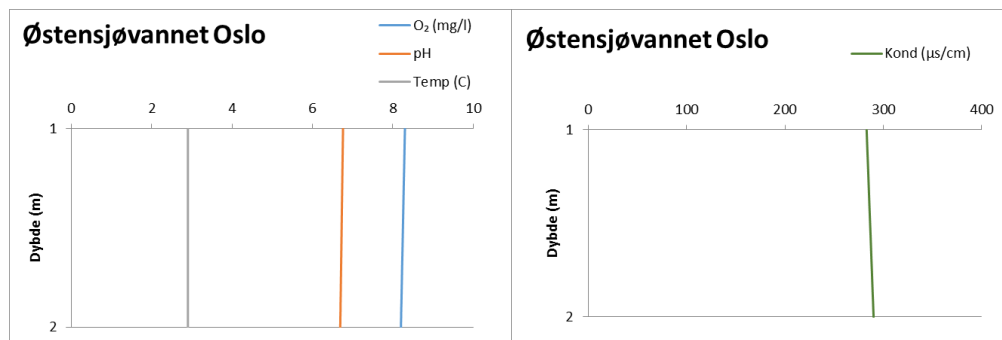 Østensjøvannet Oslo
O₂ (mg/l)
pH
Temp (C)
0 2 4 6 8 10
1
Dybde (m)
2
Østensjøvannet Oslo
Kond (µs/cm)
0 100 200 300 400
1
Dybde (m)
2